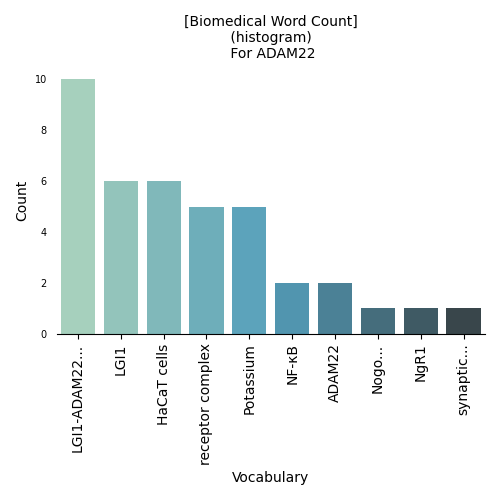 [Biomedical Word Count]
(histogram)
For ADAM22
Count
10
8
6
4
2
0
LGI1-ADAM22...
LGI1
HaCaT cells
receptor complex
Potassium
NF-κB
ADAM22
Nogo...
NgR1
synaptic...
Vocabulary